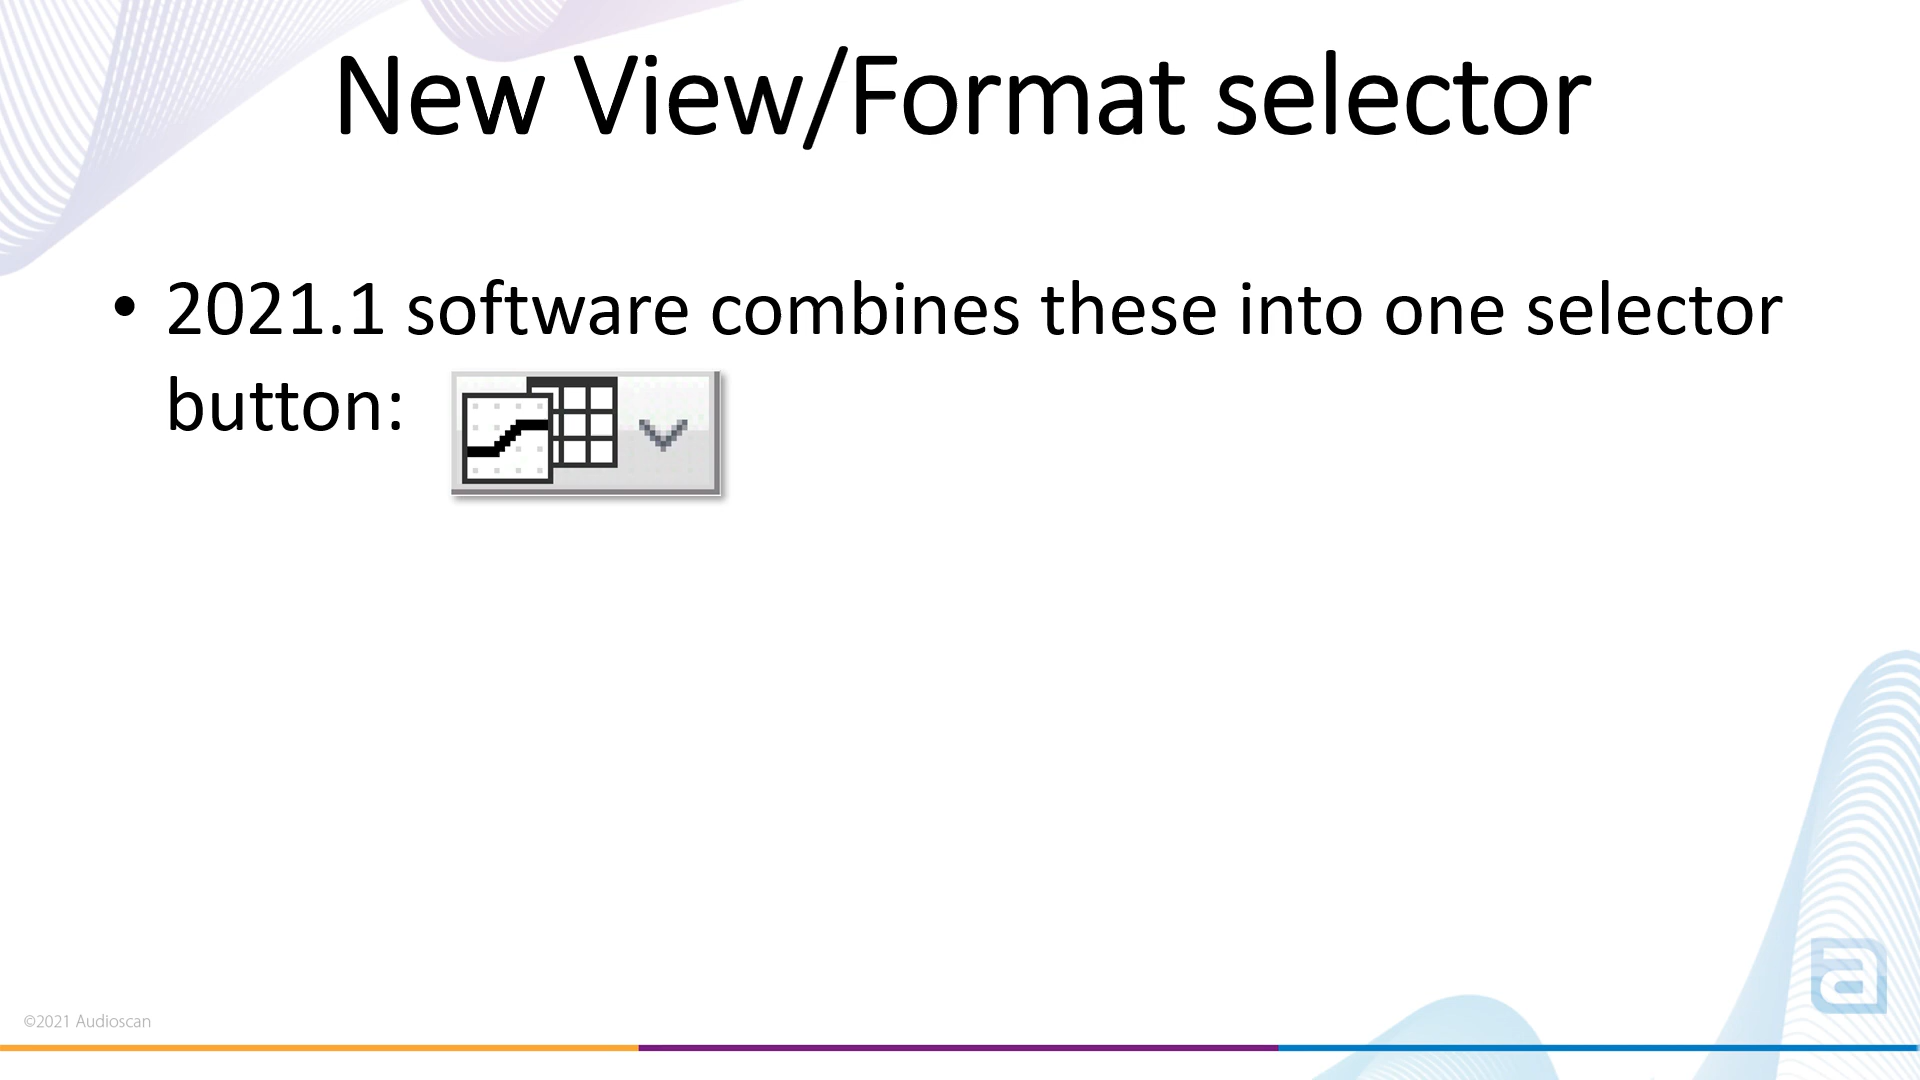 New View/Format selector
• 2021.1 software combines these into one selector
button:
©2021 Audioscan
a